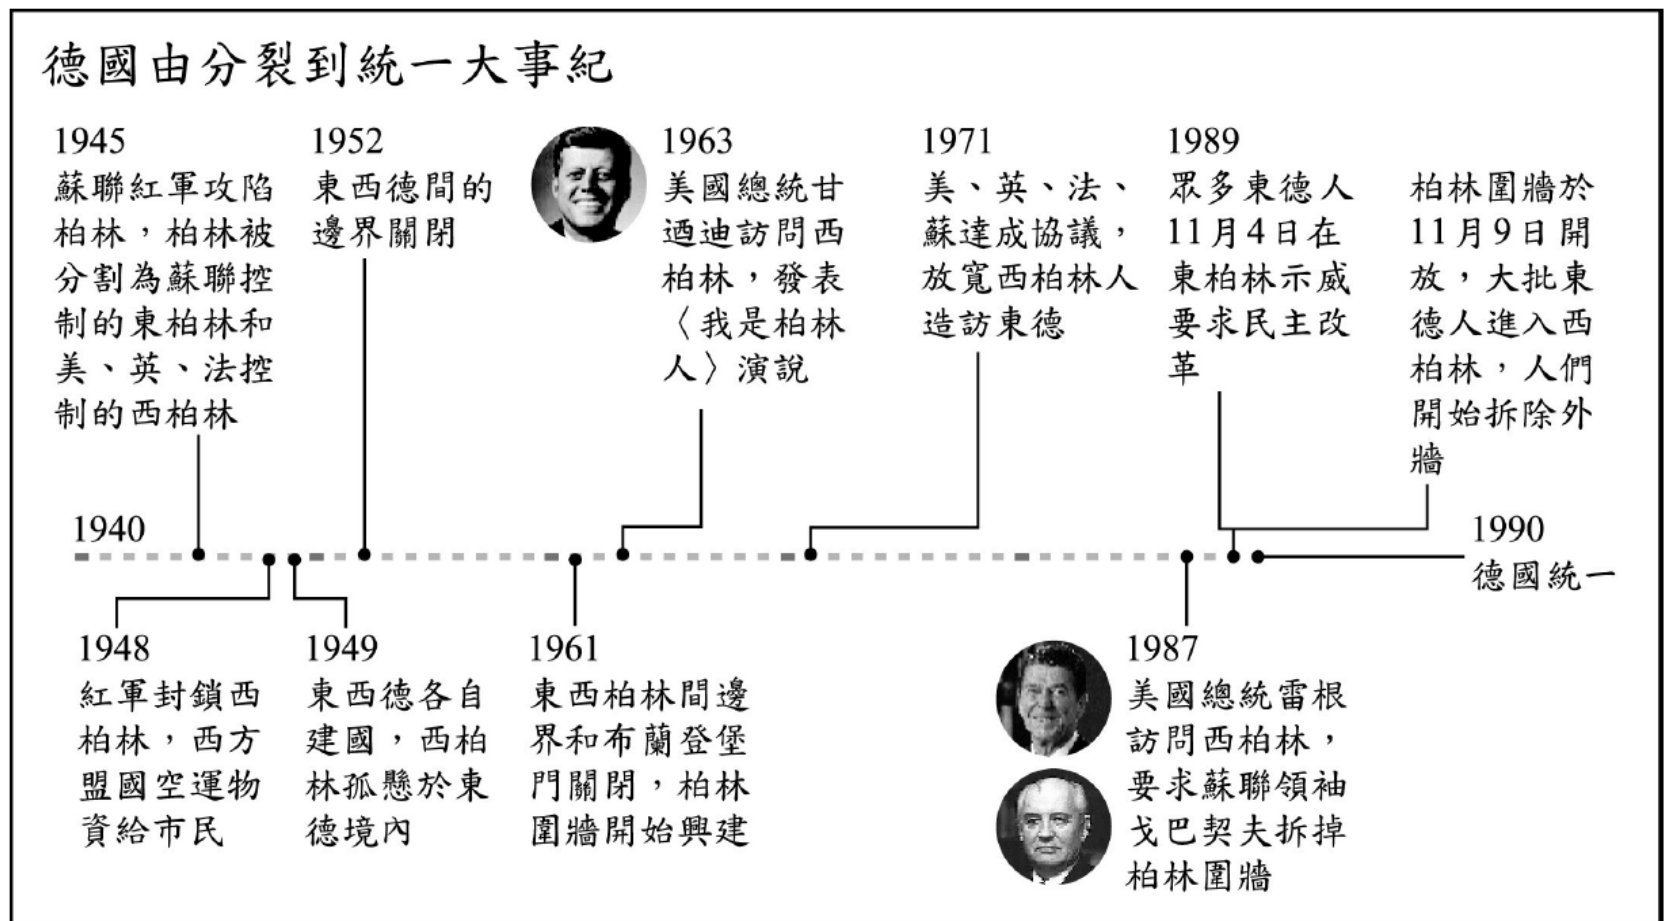 德國由分裂到統一大事紀
1945
蘇聯紅軍攻陷
柏林，柏林被
分割為蘇聯控
制的東柏林和
美、英、法控
制的西柏林
1952
東西德間的
邊界關閉
1963
美國總統甘
迺迪訪問西
柏林，發表
〈我是柏林
人〉演說
1971
美、英、法、
蘇達成協議，
放寬西柏林人
造訪東德
1989
眾多東德人
11月4日在
東柏林示威
要求民主改
革
柏林圍牆於
11月9日開
放，大批東
德人進入西
柏林，人們
開始拆除外
牆
1940
1990
德國統一
1948
紅軍封鎖西
柏林，西方
盟國空運物
資給市民
1949
東西德各自
建國，西柏
林孤懸於東
德境內
1961
東西柏林間邊
界和布蘭登堡
門關閉，柏林
圍牆開始興建
1987
美國總統雷根
訪問西柏林，
要求蘇聯領袖
戈巴契夫拆掉
柏林圍牆